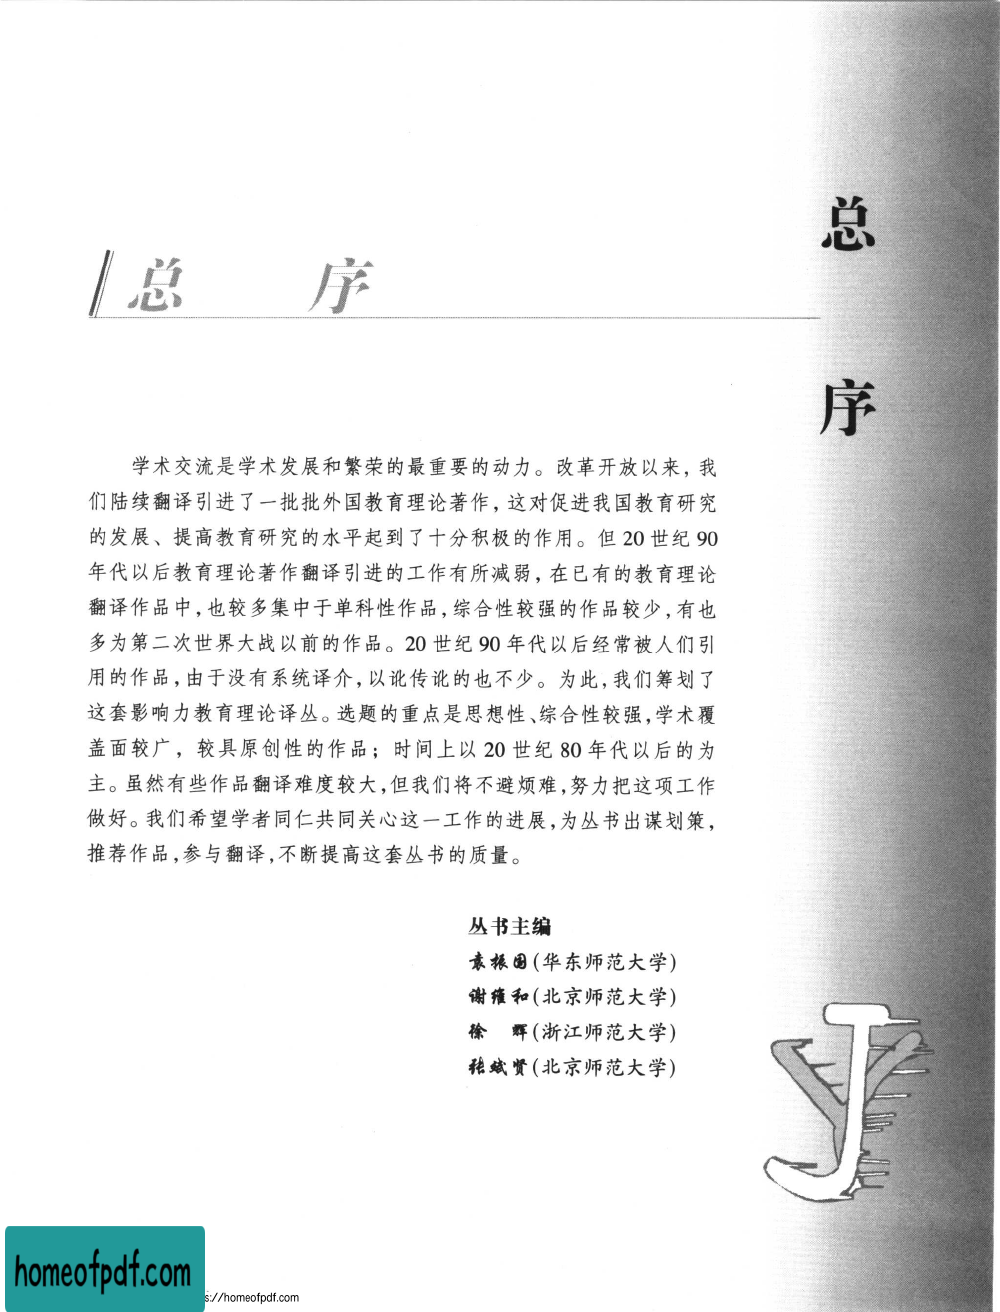 总 序
总
序
学术交流是学术发展和繁荣的最重要的动力。改革开放以来,我
们陆续翻译引进了一批批外国教育理论著作,这对促进我国教育研究
的发展、提高教育研究的水平起到了十分积极的作用。但 20 世纪 90
年代以后教育理论著作翻译引进的工作有所减弱,在已有的教育理论
翻译作品中,也较多集中于单科性作品,综合性较强的作品较少,有也
多为第二次世界大战以前的作品。20 世纪 90 年代以后经常被人们引
用的作品,由于没有系统译介,以讹传讹的也不少。为此,我们筹划了
这套影响力教育理论译丛。选题的重点是思想性、综合性较强,学术覆
盖面较广,较具原创性的作品;时间上以 20 世纪 80 年代以后的为
主。虽然有些作品翻译难度较大,但我们将不避烦难,努力把这项工作
做好。我们希望学者同仁共同关心这一工作的进展,为丛书出谋划策,
推荐作品,参与翻译,不断提高这套丛书的质量。
丛书主编
袁振国(华东师范大学)
谢维和(北京师范大学)
徐 辉(浙江师范大学)
张斌贤(北京师范大学)
homeofpdf.com
s://homeofpdf.com